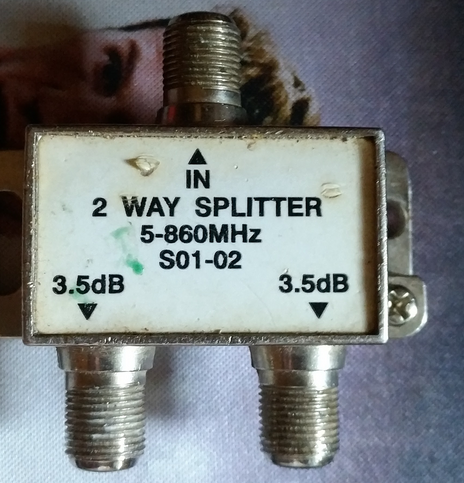 IN
2 WAY SPLITTER
5-860MHz
S01-02
3.5dB 3.5dB